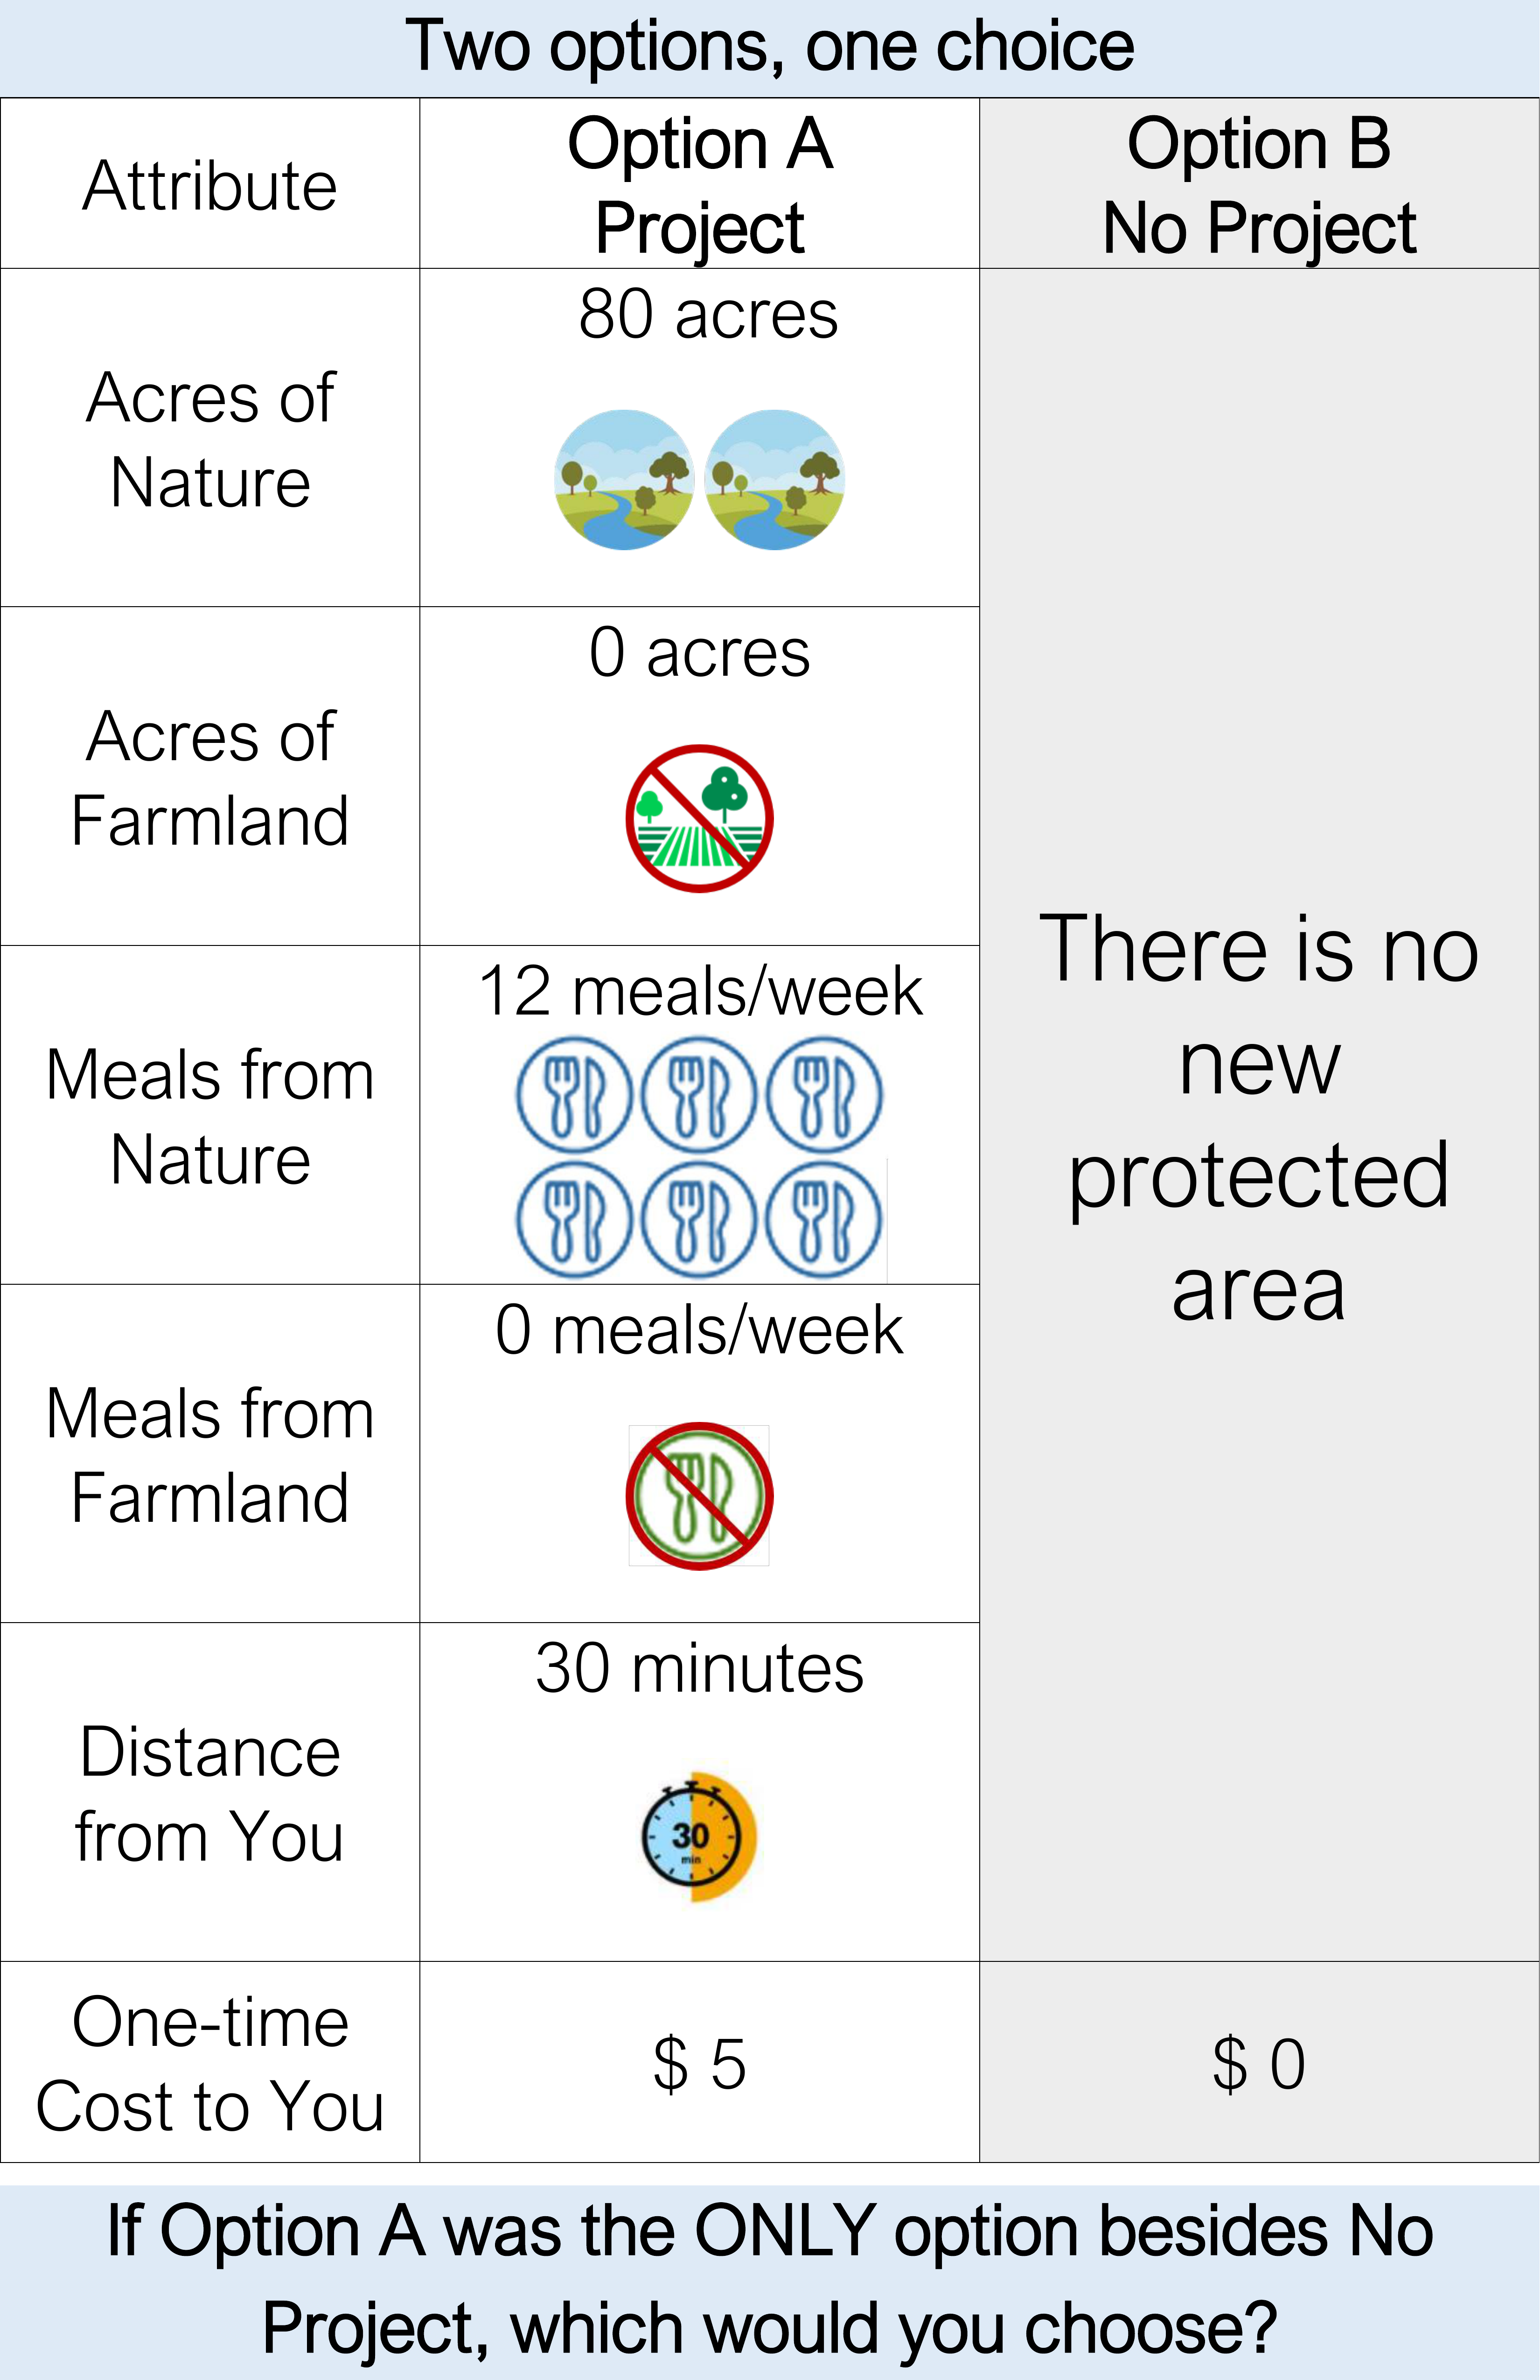 Two options, one choice
Attribute
Option A
Project
Option B
No Project
Acres of
Nature
80 acres
Acres of
Farmland
0 acres
Meals from
Nature
12 meals/week
Meals from
Farmland
0 meals/week
Distance
from You
30 minutes
30
min
There is no
new
protected
area
One-time
Cost to You
$ 5
$ 0
If Option A was the ONLY option besides No
Project, which would you choose?